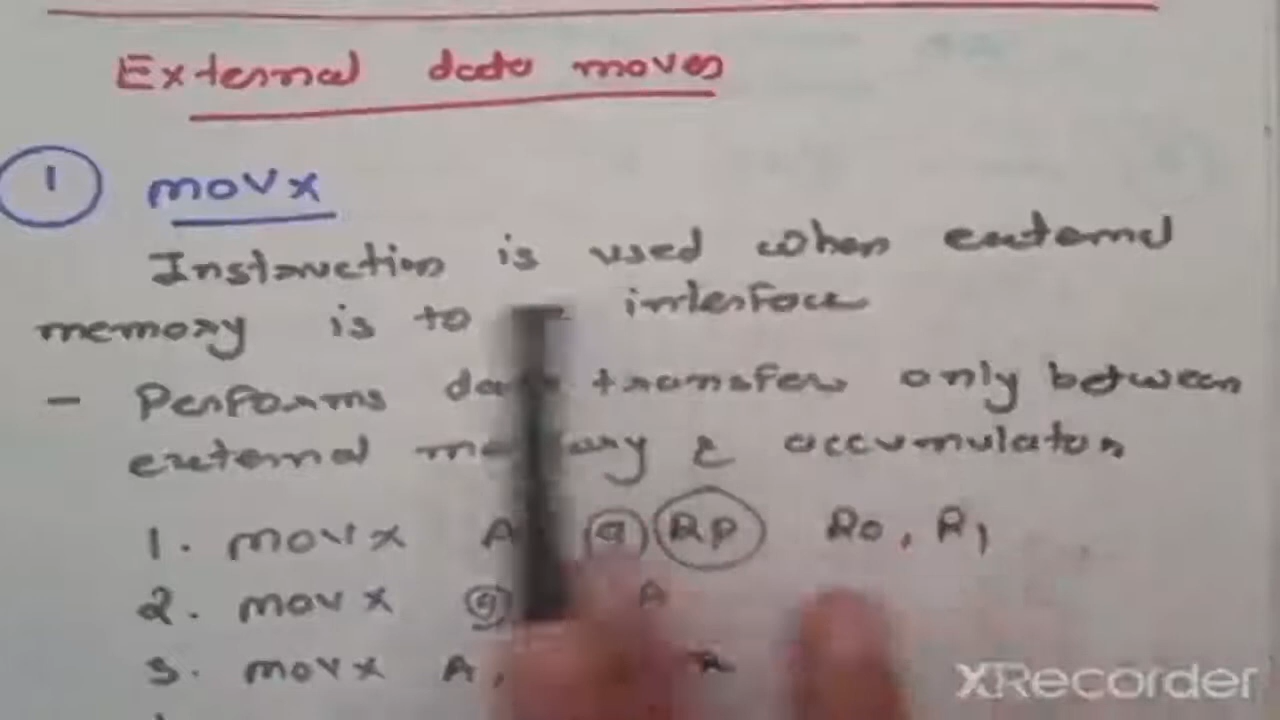 External data moves
1 movx
Instruction is used when external
memory is to interface
- Performs data transfer only between
external memory & accumulator
1. movx A @ Rp Ro, R1
2. movx @ A
3. movx A,
XRecorder